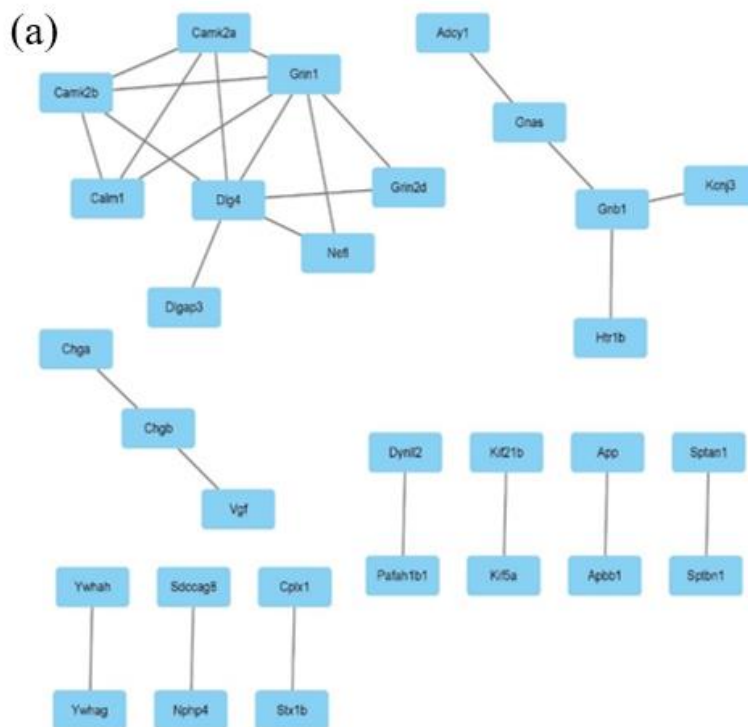 (a)
Camk2a
Adcy1
Grin1
Camk2b
Gnas
Calm1
Dlg4
Grin2d
Kcnj3
Gnb1
Nefl
Dlgap3
Htr1b
Chga
Chgb
Vgf
Dynll2
Kif21b
App
Sptan1
Pafah1b1
Kif5a
Apbb1
Sptbn1
Ywhah
Sdccag8
Cplx1
Ywhag
Nphp4
Stx1b